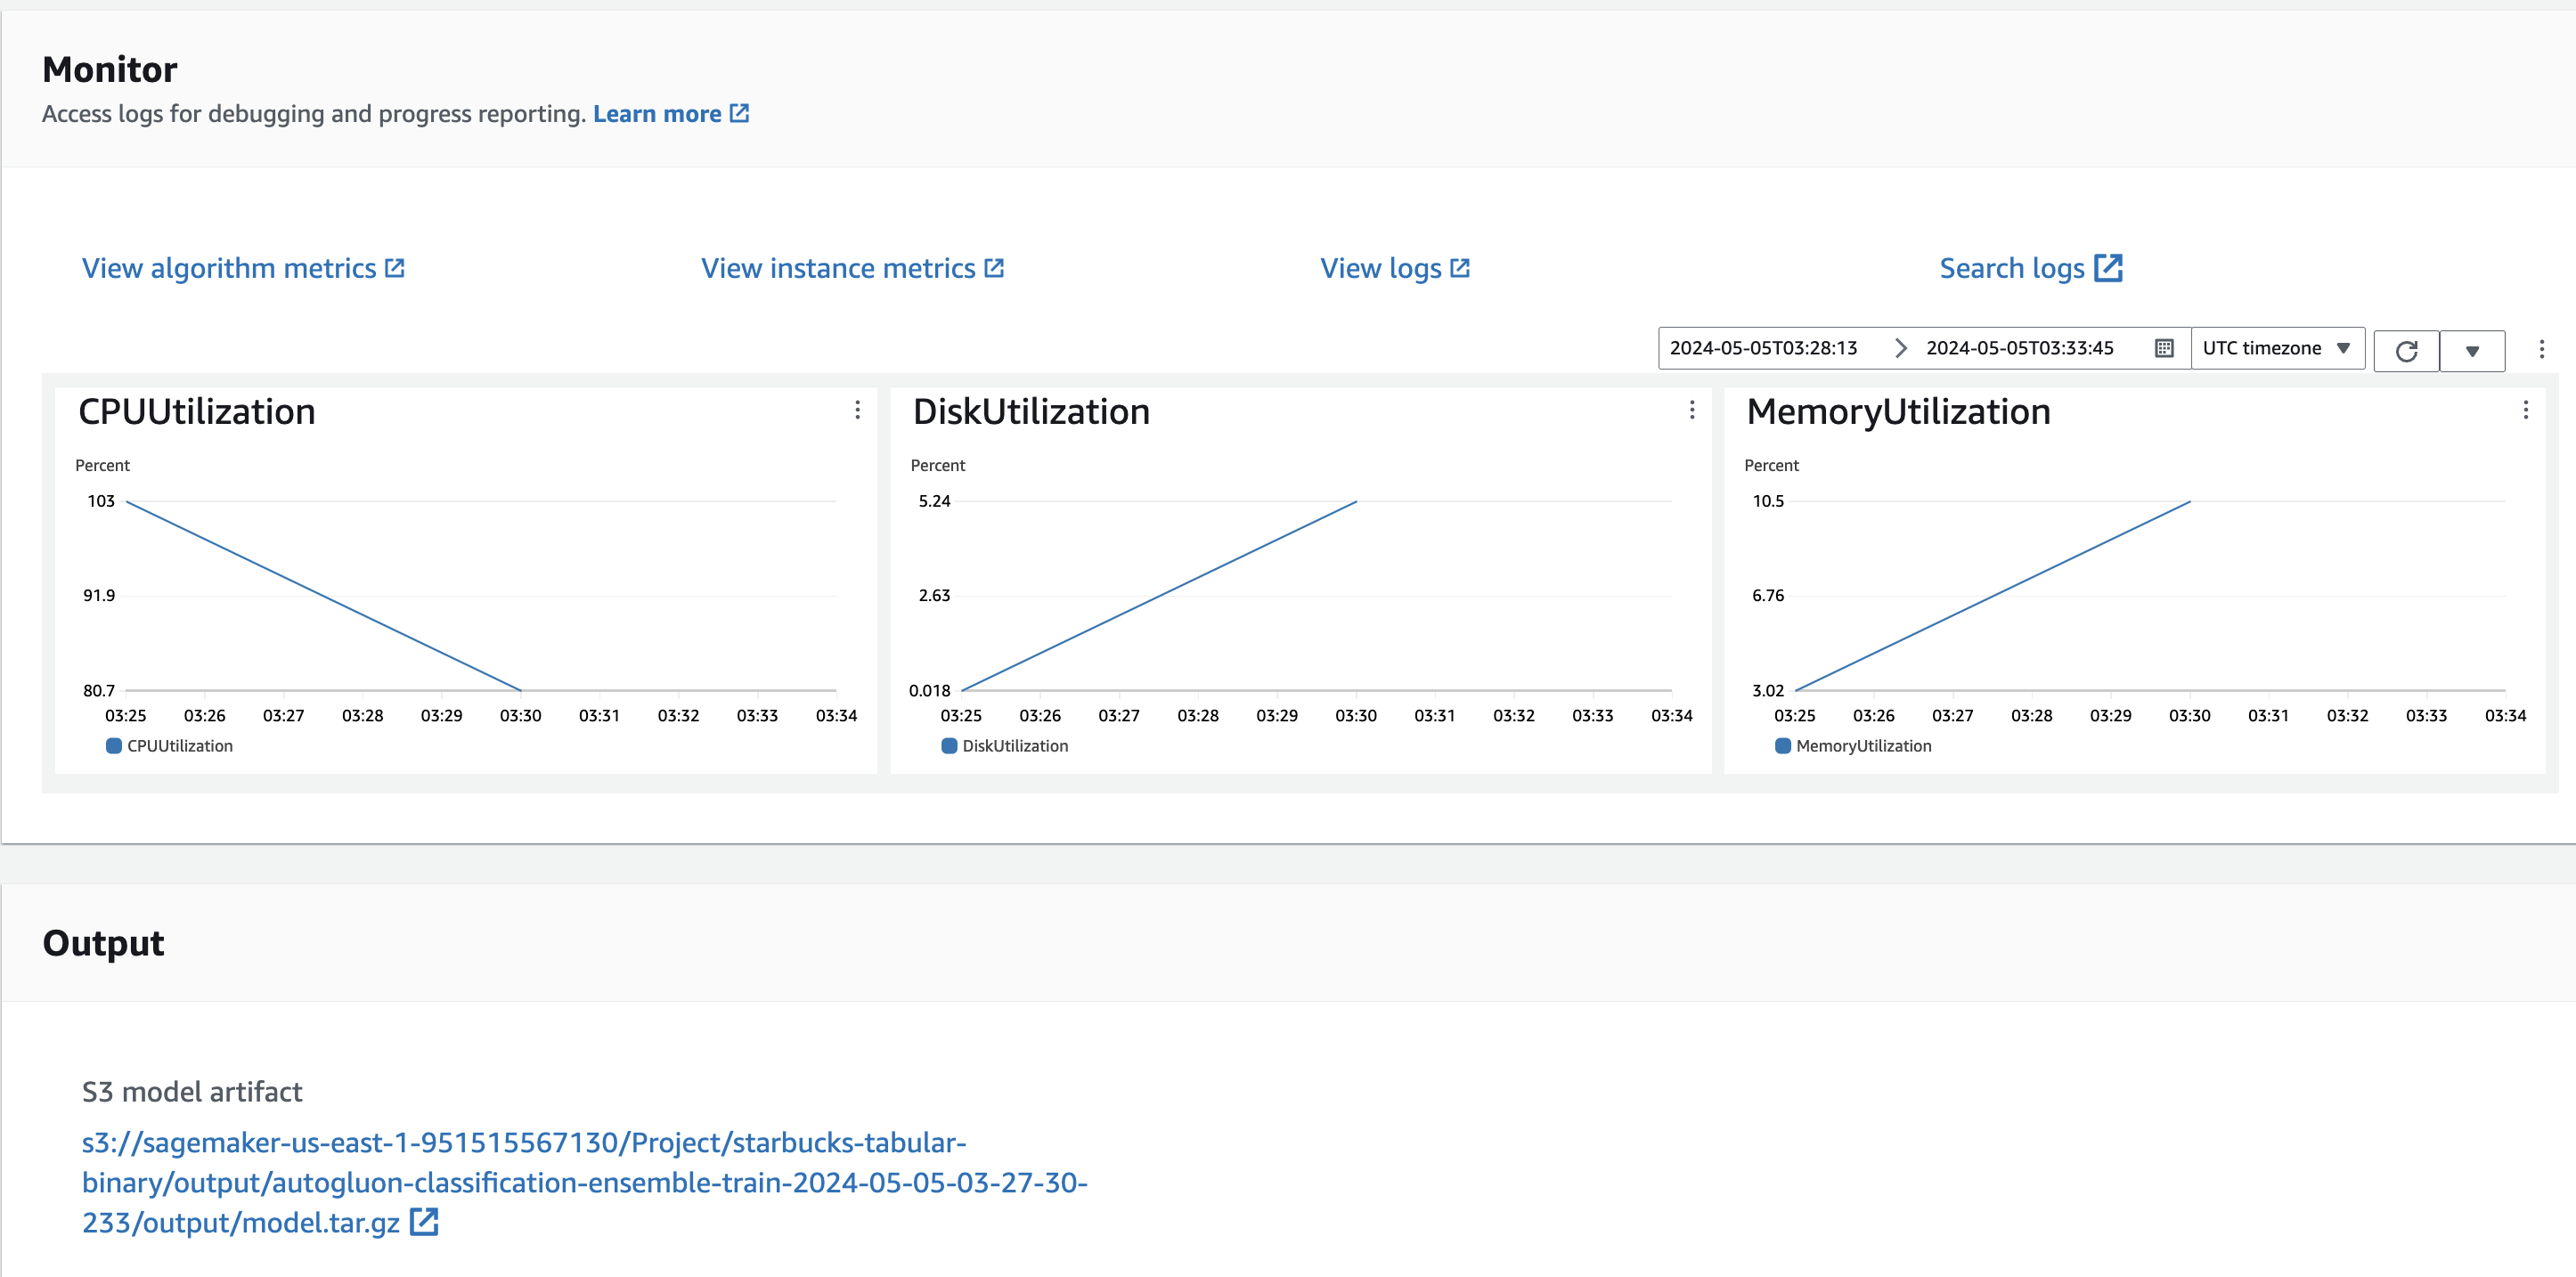 Monitor
Access logs for debugging and progress reporting. Learn more
View algorithm metrics
View instance metrics
View logs
Search logs
2024-05-05T03:28:13
2024-05-05T03:33:45
UTC timezone
CPUUtilization
Percent
103
91.9
80.7
03:25 03:26 03:27 03:28 03:29 03:30 03:31 03:32 03:33 03:34
CPUUtilization
DiskUtilization
Percent
5.24
2.63
0.018
03:25 03:26 03:27 03:28 03:29 03:30 03:31 03:32 03:33 03:34
DiskUtilization
MemoryUtilization
Percent
10.5
6.76
3.02
03:25 03:26 03:27 03:28 03:29 03:30 03:31 03:32 03:33 03:34
MemoryUtilization
Output
S3 model artifact
s3://sagemaker-us-east-1-951515567130/Project/starbucks-tabular-
binary/output/autogluon-classification-ensemble-train-2024-05-05-03-27-30-
233/output/model.tar.gz